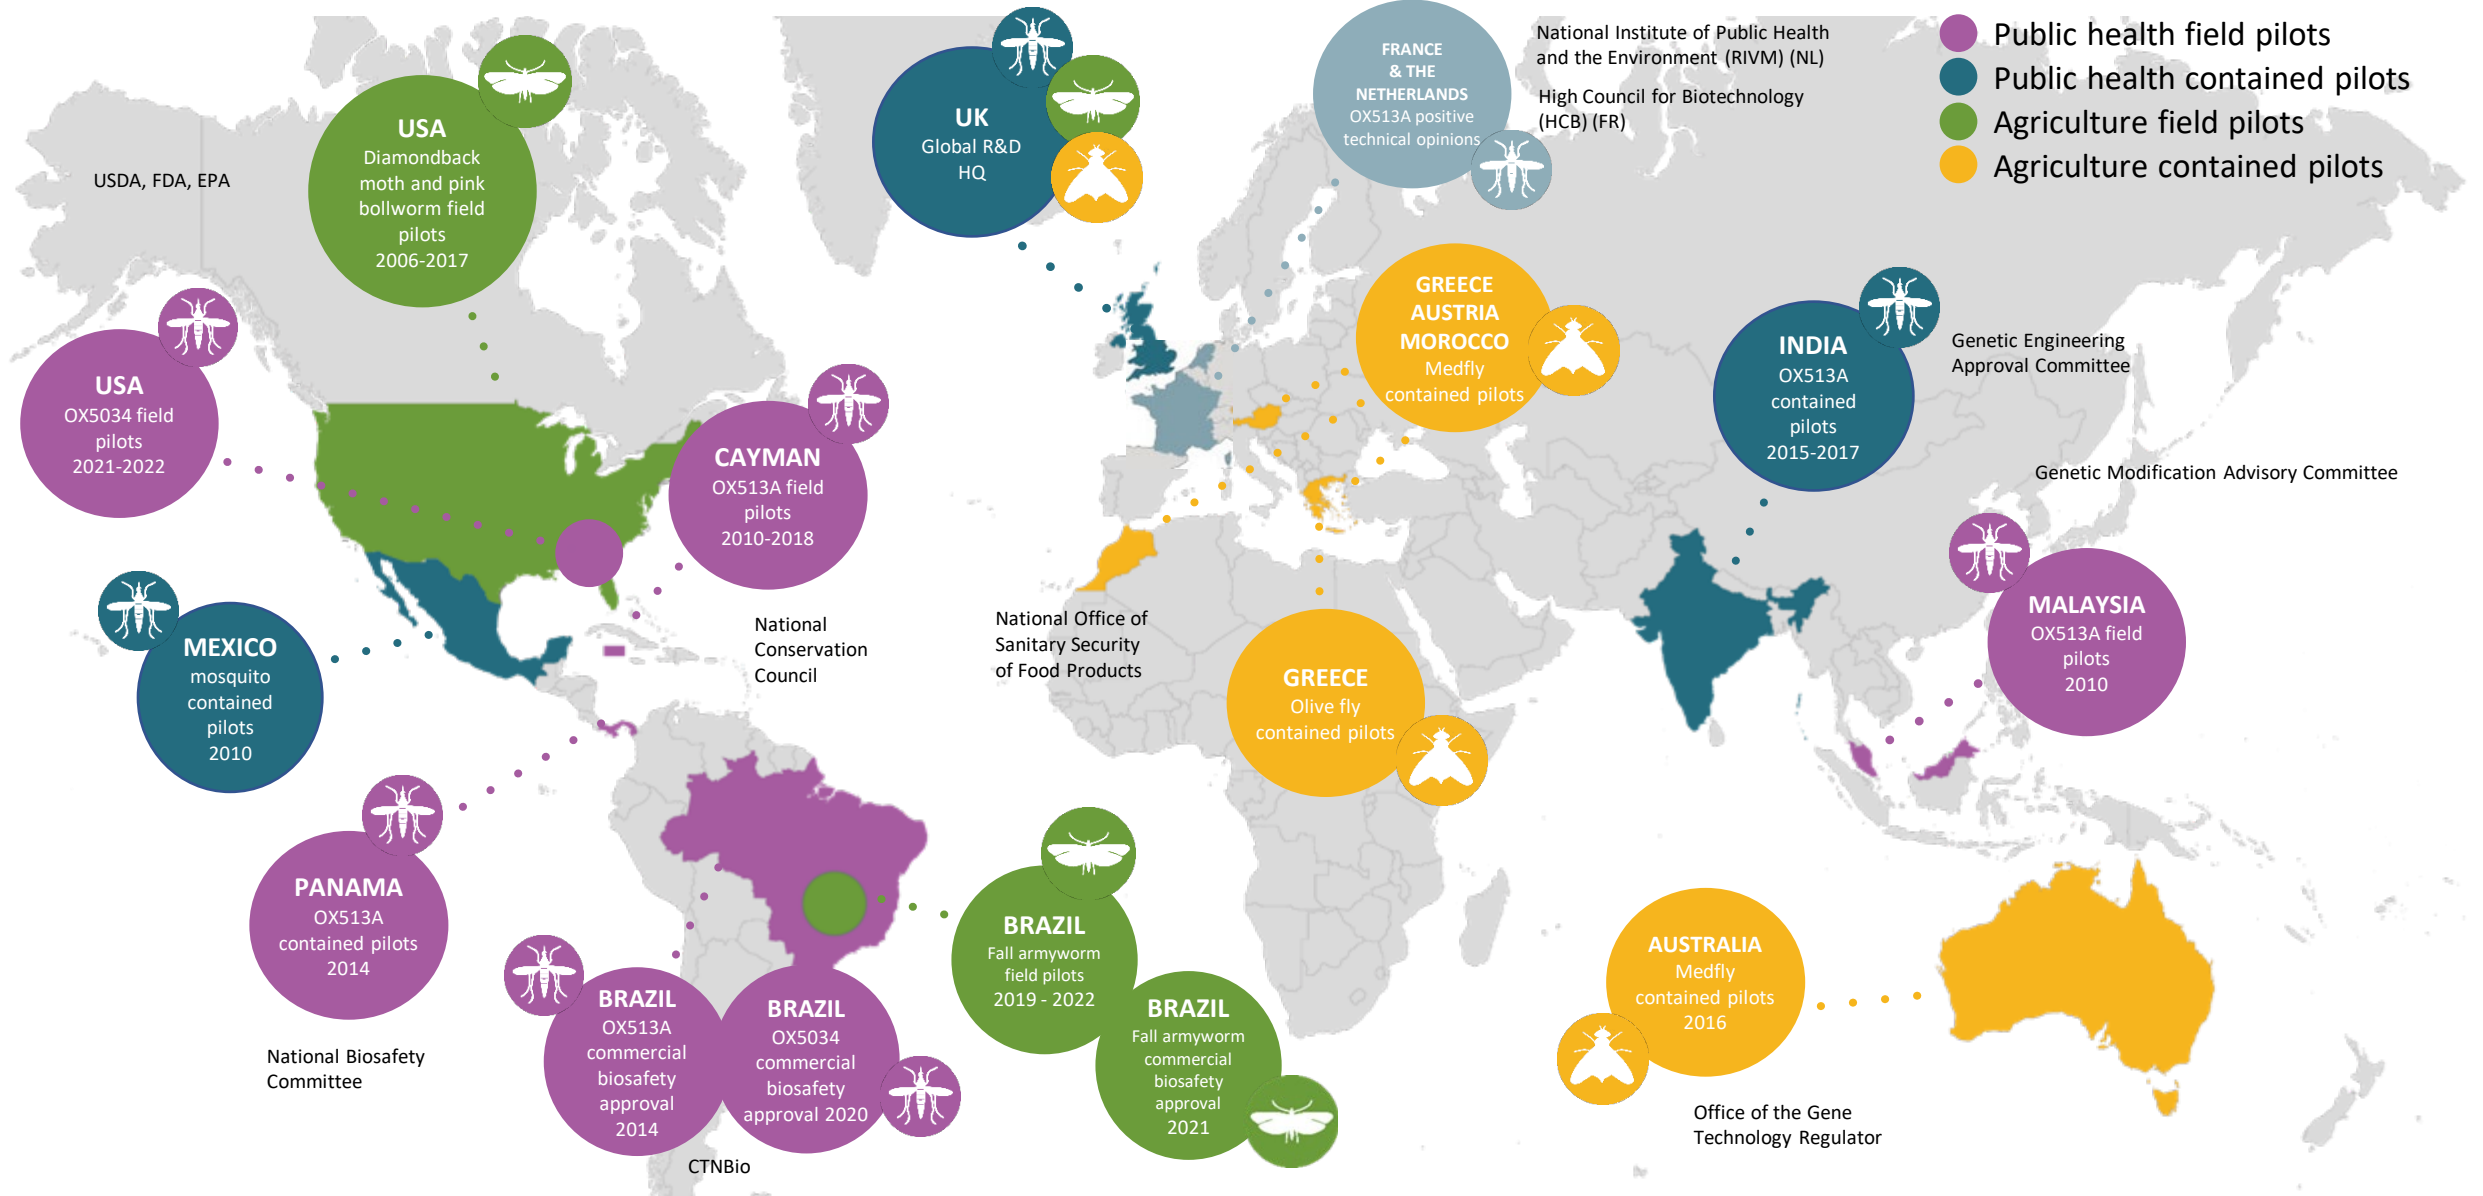 Public health field pilots
Public health contained pilots
Agriculture field pilots
Agriculture contained pilots
USDA, FDA, EPA
USA
Diamondback
moth and pink
bollworm field
pilots
2006-2017
UK
Global R&D
HQ
FRANCE
& THE
NETHERLANDS
OX513A positive
technical opinions
National Institute of Public Health
and the Environment (RIVM) (NL)
High Council for Biotechnology
(HCB) (FR)
USA
OX5034 field
pilots
2021-2022
CAYMAN
OX513A field
pilots
2010-2018
National
Conservation
Council
GREECE
AUSTRIA
MOROCCO
Medfly
contained pilots
INDIA
OX513A
contained
pilots
2015-2017
Genetic Engineering
Approval Committee
Genetic Modification Advisory Committee
MALAYSIA
OX513A field
pilots
2010
MEXICO
mosquito
contained
pilots
2010
National Office of
Sanitary Security
of Food Products
GREECE
Olive fly
contained pilots
PANAMA
OX513A
contained pilots
2014
National Biosafety
Committee
BRAZIL
OX513A
commercial
biosafety
approval
2014
BRAZIL
OX5034
commercial
biosafety
approval 2020
CTNBio
BRAZIL
Fall armyworm
field pilots
2019 - 2022
BRAZIL
Fall armyworm
commercial
biosafety
approval
2021
AUSTRALIA
Medfly
contained pilots
2016
Office of the Gene
Technology Regulator